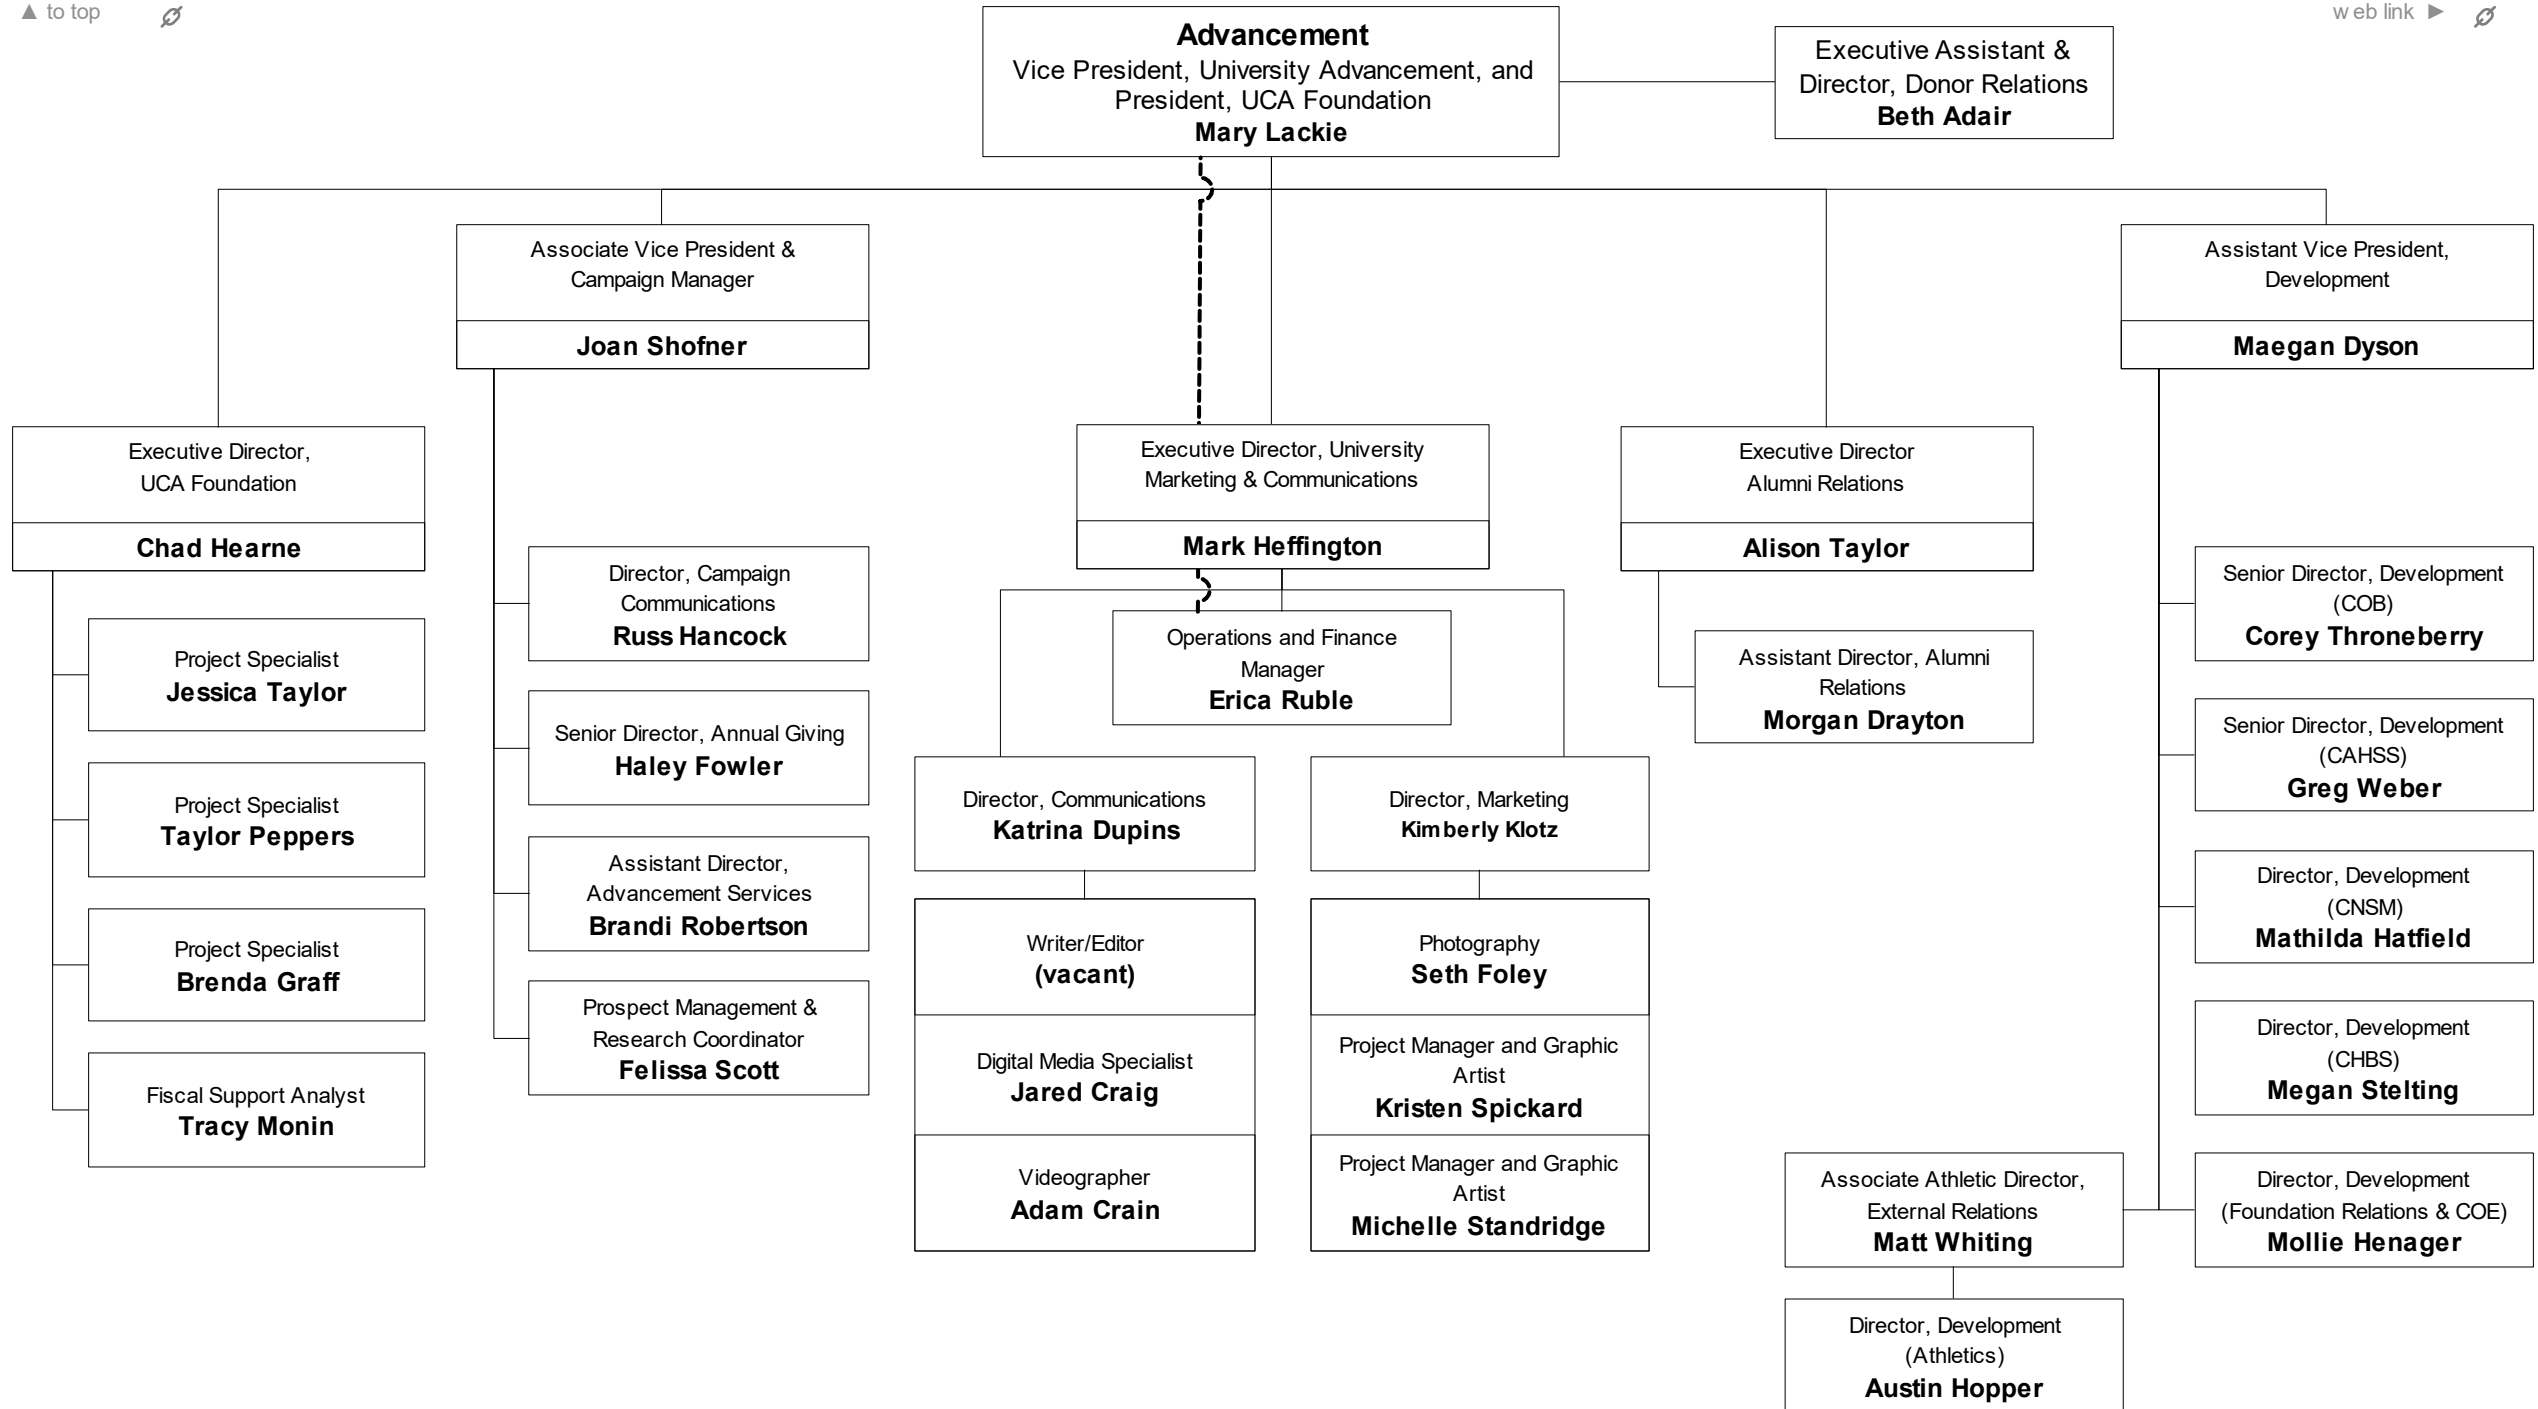 ▲ to top
web link ►
Advancement
Vice President, University Advancement, and
President, UCA Foundation
Mary Lackie
Executive Assistant &
Director, Donor Relations
Beth Adair
Associate Vice President &
Campaign Manager
Joan Shofner
Assistant Vice President,
Development
Maegan Dyson
Executive Director,
UCA Foundation
Chad Hearne
Executive Director, University
Marketing & Communications
Mark Heffington
Executive Director
Alumni Relations
Alison Taylor
Project Specialist
Jessica Taylor
Project Specialist
Taylor Peppers
Project Specialist
Brenda Graff
Fiscal Support Analyst
Tracy Monin
Director, Campaign
Communications
Russ Hancock
Senior Director, Annual Giving
Haley Fowler
Assistant Director,
Advancement Services
Brandi Robertson
Prospect Management &
Research Coordinator
Felissa Scott
Operations and Finance
Manager
Erica Ruble
Director, Communications
Katrina Dupins
Writer/Editor
(vacant)
Digital Media Specialist
Jared Craig
Videographer
Adam Crain
Director, Marketing
Kimberly Klotz
Photography
Seth Foley
Project Manager and Graphic
Artist
Kristen Spickard
Project Manager and Graphic
Artist
Michelle Standridge
Assistant Director, Alumni
Relations
Morgan Drayton
Senior Director, Development
(COB)
Corey Throneberry
Senior Director, Development
(CAHSS)
Greg Weber
Director, Development
(CNSM)
Mathilda Hatfield
Director, Development
(CHBS)
Megan Stelting
Director, Development
(Foundation Relations & COE)
Mollie Henager
Associate Athletic Director,
External Relations
Matt Whiting
Director, Development
(Athletics)
Austin Hopper